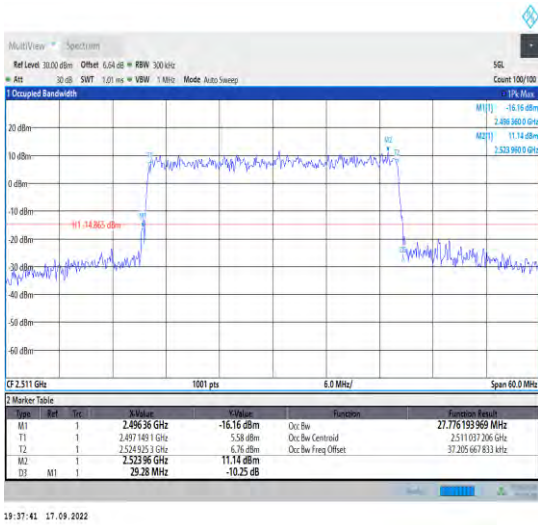 MultiView Spectrum
Ref Level 30.00 dBm Offset 6.64 dB RBW 300 kHz SGL
Att 30 dB SWT 1.01 ms VBW 1 MHz Mode Auto Sweep Count 100/100
1 Occupied Bandwidth 1Pk Max
M1[1] -16.16 dBm
2.496 360 0 GHz
M2[1] 11.14 dBm
2.523 960 0 GHz
20 dBm
M2
T1 T2
10 dBm
0 dBm
-10 dBm
M1
H1 -14.865 dBm
-20 dBm
D3
-30 dBm
-40 dBm
-50 dBm
-60 dBm
CF 2.511 GHz 1001 pts 6.0 MHz/ Span 60.0 MHz
2 Marker Table
Type Ref Trc X-Value Y-Value Function Function Result
M1 1 2.496 36 GHz -16.16 dBm Occ Bw 27.776 193 969 MHz
T1 1 2.497 149 1 GHz 5.58 dBm Occ Bw Centroid 2.511 037 206 GHz
T2 1 2.524 925 3 GHz 6.76 dBm Occ Bw Freq Offset 37.205 667 833 kHz
M2 1 2.523 96 GHz 11.14 dBm
D3 M1 1 29.28 MHz -10.25 dB
19:37:41 17.09.2022